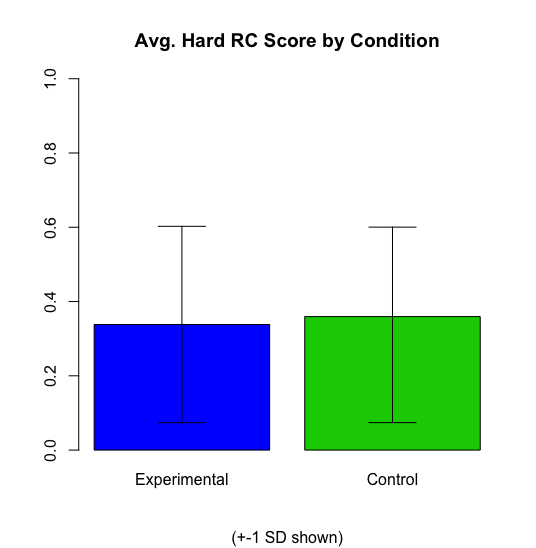 Avg. Hard RC Score by Condition
1.0
0.8
0.6
0.4
0.2
0.0
Experimental Control
(+-1 SD shown)